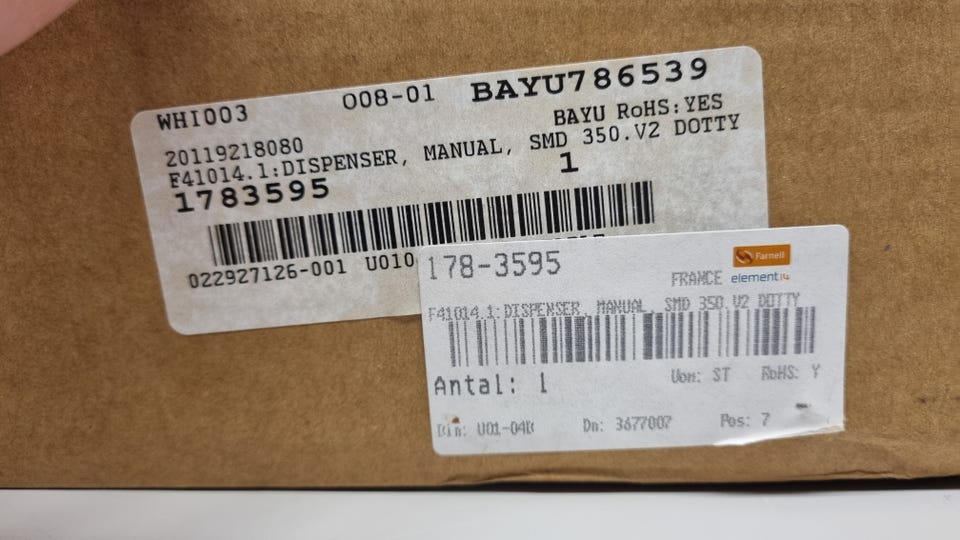 WHI003 008-01 BAYU786539
20119218080 BAYU RoHS:YES
F41014.1:DISPENSER, MANUAL, SMD 350.V2 DOTTY
1783595 1
022927126-001 U010
178-3595 Farnell
FRANCE element14
F41014.1:DISPENSER, MANUAL, SMD 350.V2 DOTTY
Antal: 1 Uom: ST RoHS: Y
Bin: Dn: 3677007 Pos: 7